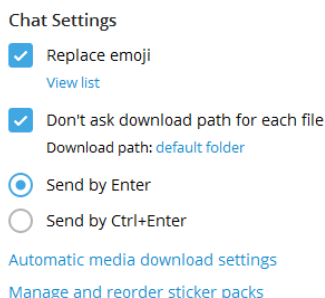 Chat Settings
Replace emoji
View list
Don't ask download path for each file
Download path: default folder
Send by Enter
Send by Ctrl+Enter
Automatic media download settings
Manage and reorder sticker packs